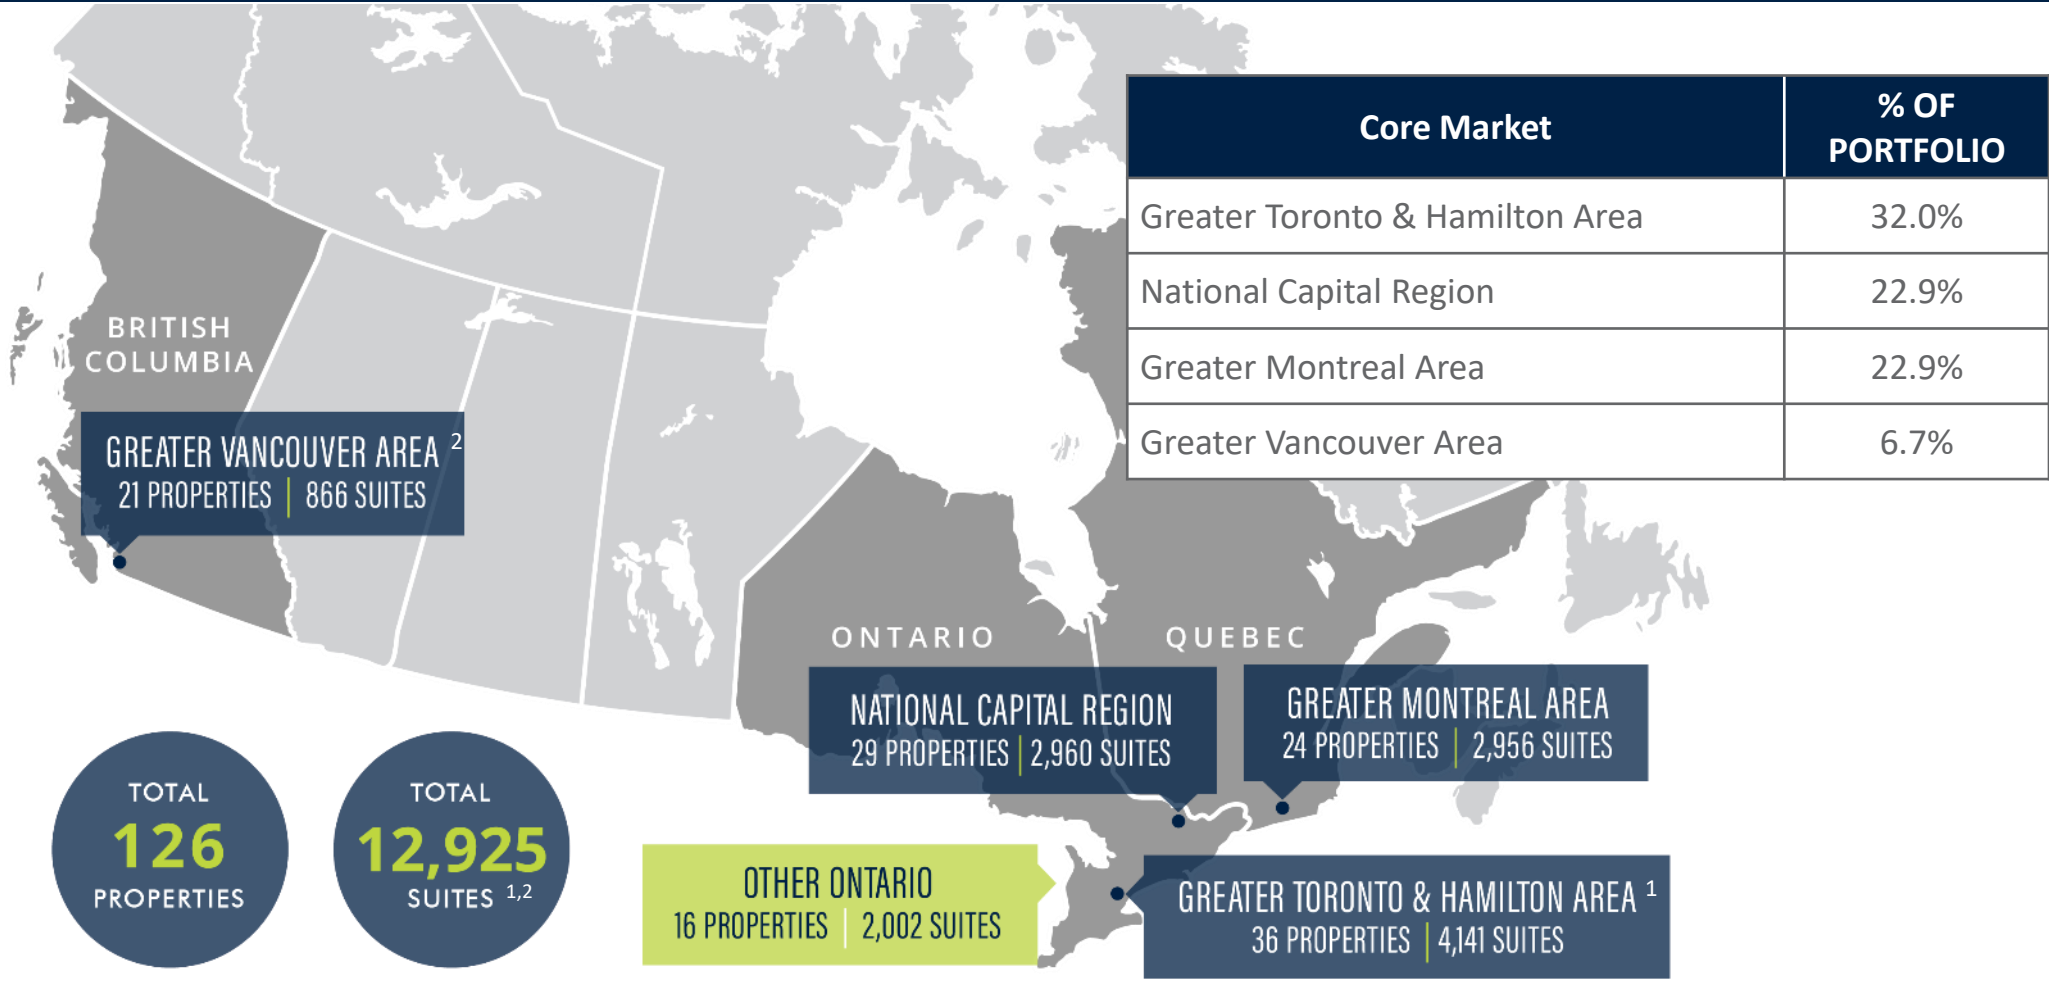 Core Market
% OF
PORTFOLIO
Greater Toronto & Hamilton Area
32.0%
National Capital Region
22.9%
Greater Montreal Area
22.9%
Greater Vancouver Area
6.7%
BRITISH
COLUMBIA
GREATER VANCOUVER AREA 2
21 PROPERTIES | 866 SUITES
ONTARIO
QUEBEC
NATIONAL CAPITAL REGION
29 PROPERTIES | 2,960 SUITES
GREATER MONTREAL AREA
24 PROPERTIES | 2,956 SUITES
TOTAL
126
PROPERTIES
TOTAL
12,925
SUITES 1,2
OTHER ONTARIO
16 PROPERTIES | 2,002 SUITES
GREATER TORONTO & HAMILTON AREA 1
36 PROPERTIES | 4,141 SUITES